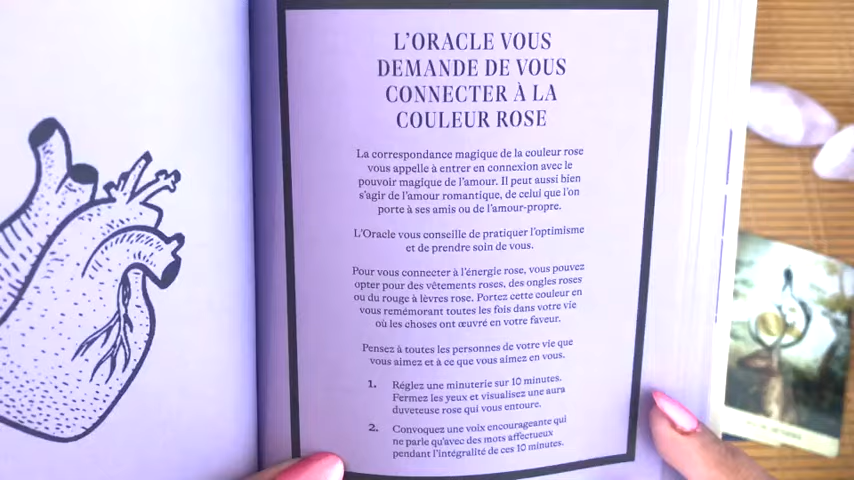 L'ORACLE VOUS
DEMANDE DE VOUS
CONNECTER À LA
COULEUR ROSE
La correspondance magique de la couleur rose
vous appelle à entrer en connexion avec le
pouvoir magique de l'amour. Il peut aussi bien
s'agir de l'amour romantique, de celui que l'on
porte à ses amis ou de l'amour-propre.
L'Oracle vous conseille de pratiquer l'optimisme
et de prendre soin de vous.
Pour vous connecter à l'énergie rose, vous pouvez
opter pour des vêtements roses, des ongles roses
ou du rouge à lèvres rose. Portez cette couleur en
vous remémorant toutes les fois dans votre vie
où les choses ont œuvré en votre faveur.
Pensez à toutes les personnes de votre vie que
vous aimez et à ce que vous aimez en vous.
1. Réglez une minuterie sur 10 minutes.
Fermez les yeux et visualisez une aura
duveteuse rose qui vous entoure.
2. Convoquez une voix encourageante qui
ne parle qu'avec des mots affectueux
pendant l'intégralité de ces 10 minutes.